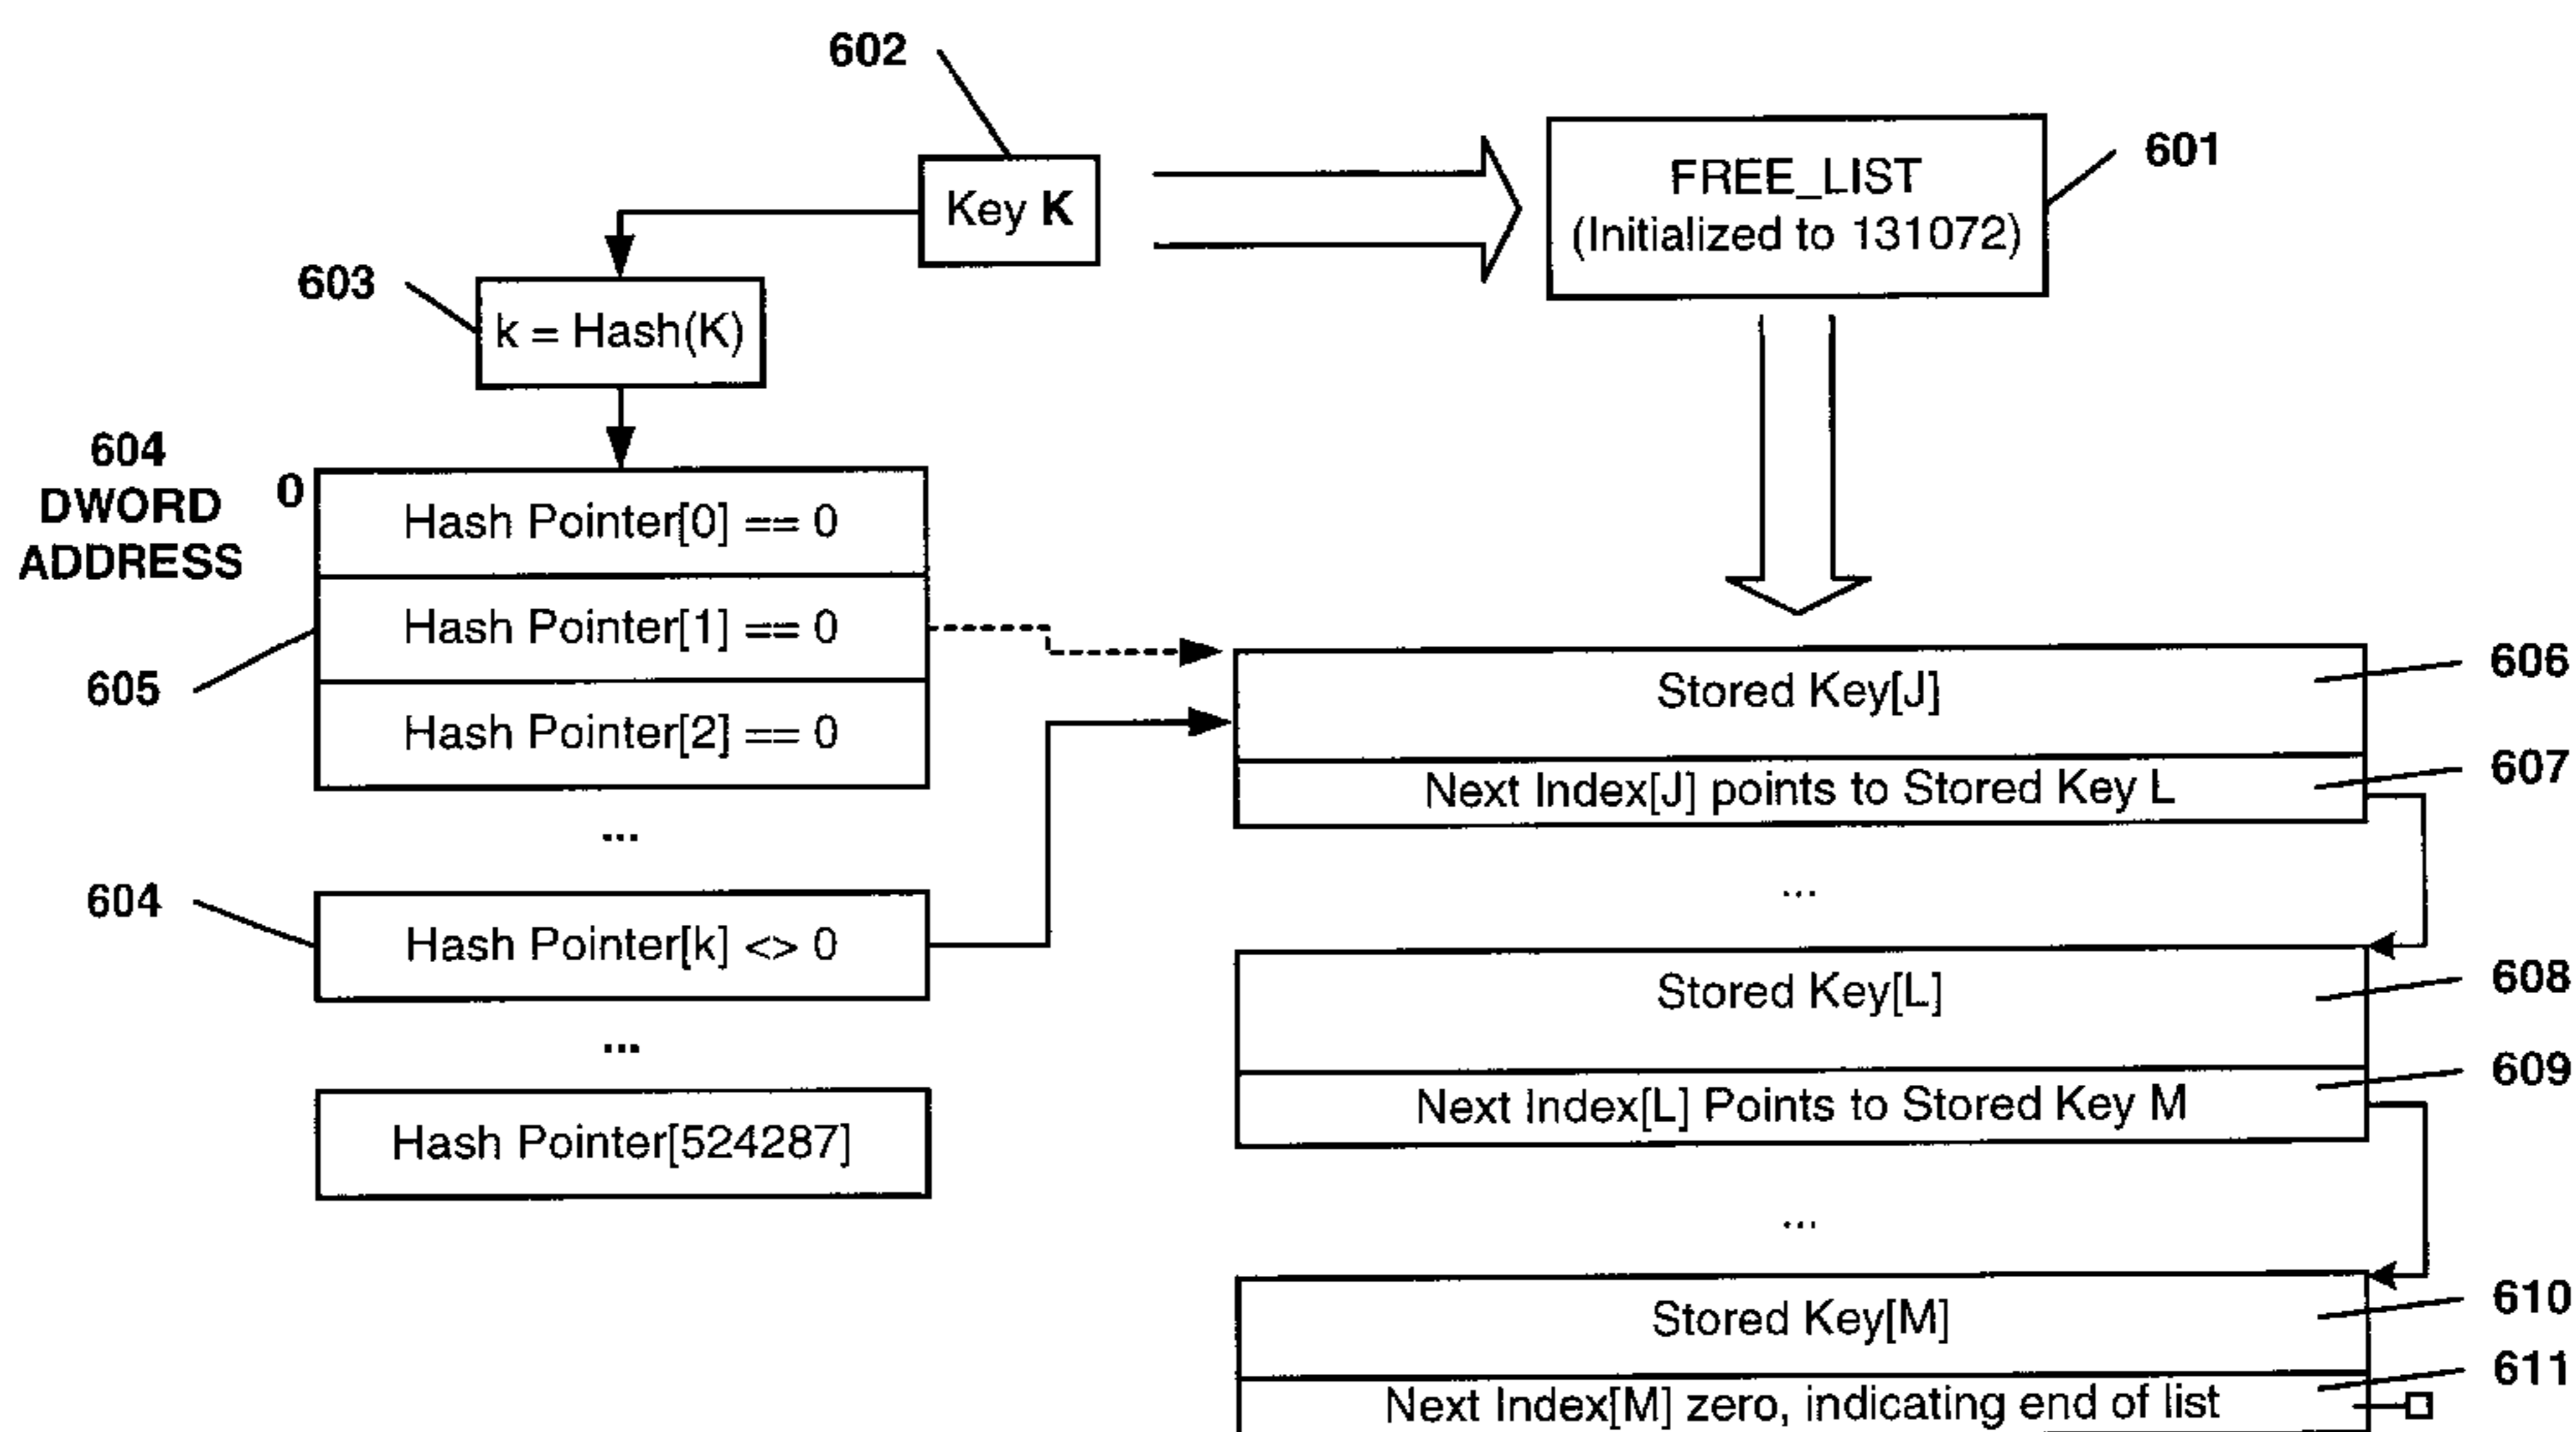 602
601
Key K
FREE_LIST
(Initialized to 131072)
603
k = Hash(K)
604
DWORD
ADDRESS
0
Hash Pointer[0] == 0
Hash Pointer[1] == 0
605
Hash Pointer[2] == 0
...
604
Hash Pointer[k] <> 0
...
Hash Pointer[524287]
Stored Key[J]
606
Next Index[J] points to Stored Key L
607
...
Stored Key[L]
608
Next Index[L] Points to Stored Key M
609
...
Stored Key[M]
610
Next Index[M] zero, indicating end of list
611